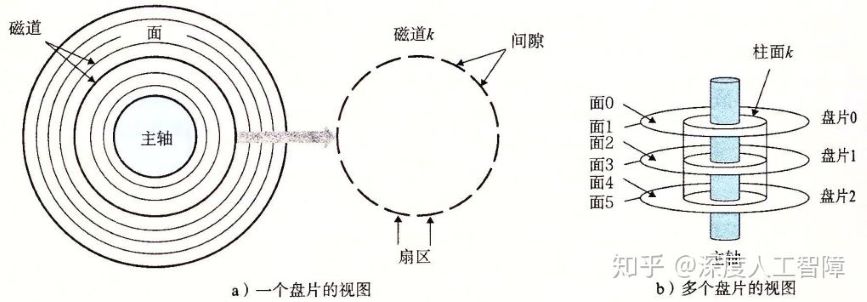 磁道
面
主轴
磁道k
间隙
扇区
a）一个盘片的视图
柱面k
面0
面1
面2
面3
面4
面5
盘片0
盘片1
盘片2
主轴
b）多个盘片的视图
知乎 @深度人工智障